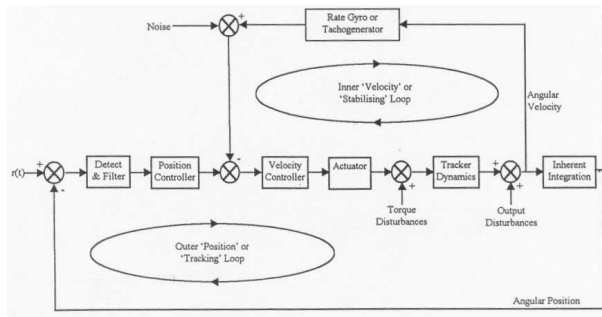 Rate Gyro or
Tachogenerator
Noise
+
Inner 'Velocity' or
'Stabilising' Loop
Angular
Velocity
-
r(t)
+
Detect
& Filter
Position
Controller
Velocity
Controller
Actuator
Tracker
Dynamics
+
Inherent
Integration
-
+
+
Torque
Disturbances
Output
Disturbances
Outer 'Position' or
'Tracking' Loop
Angular Position